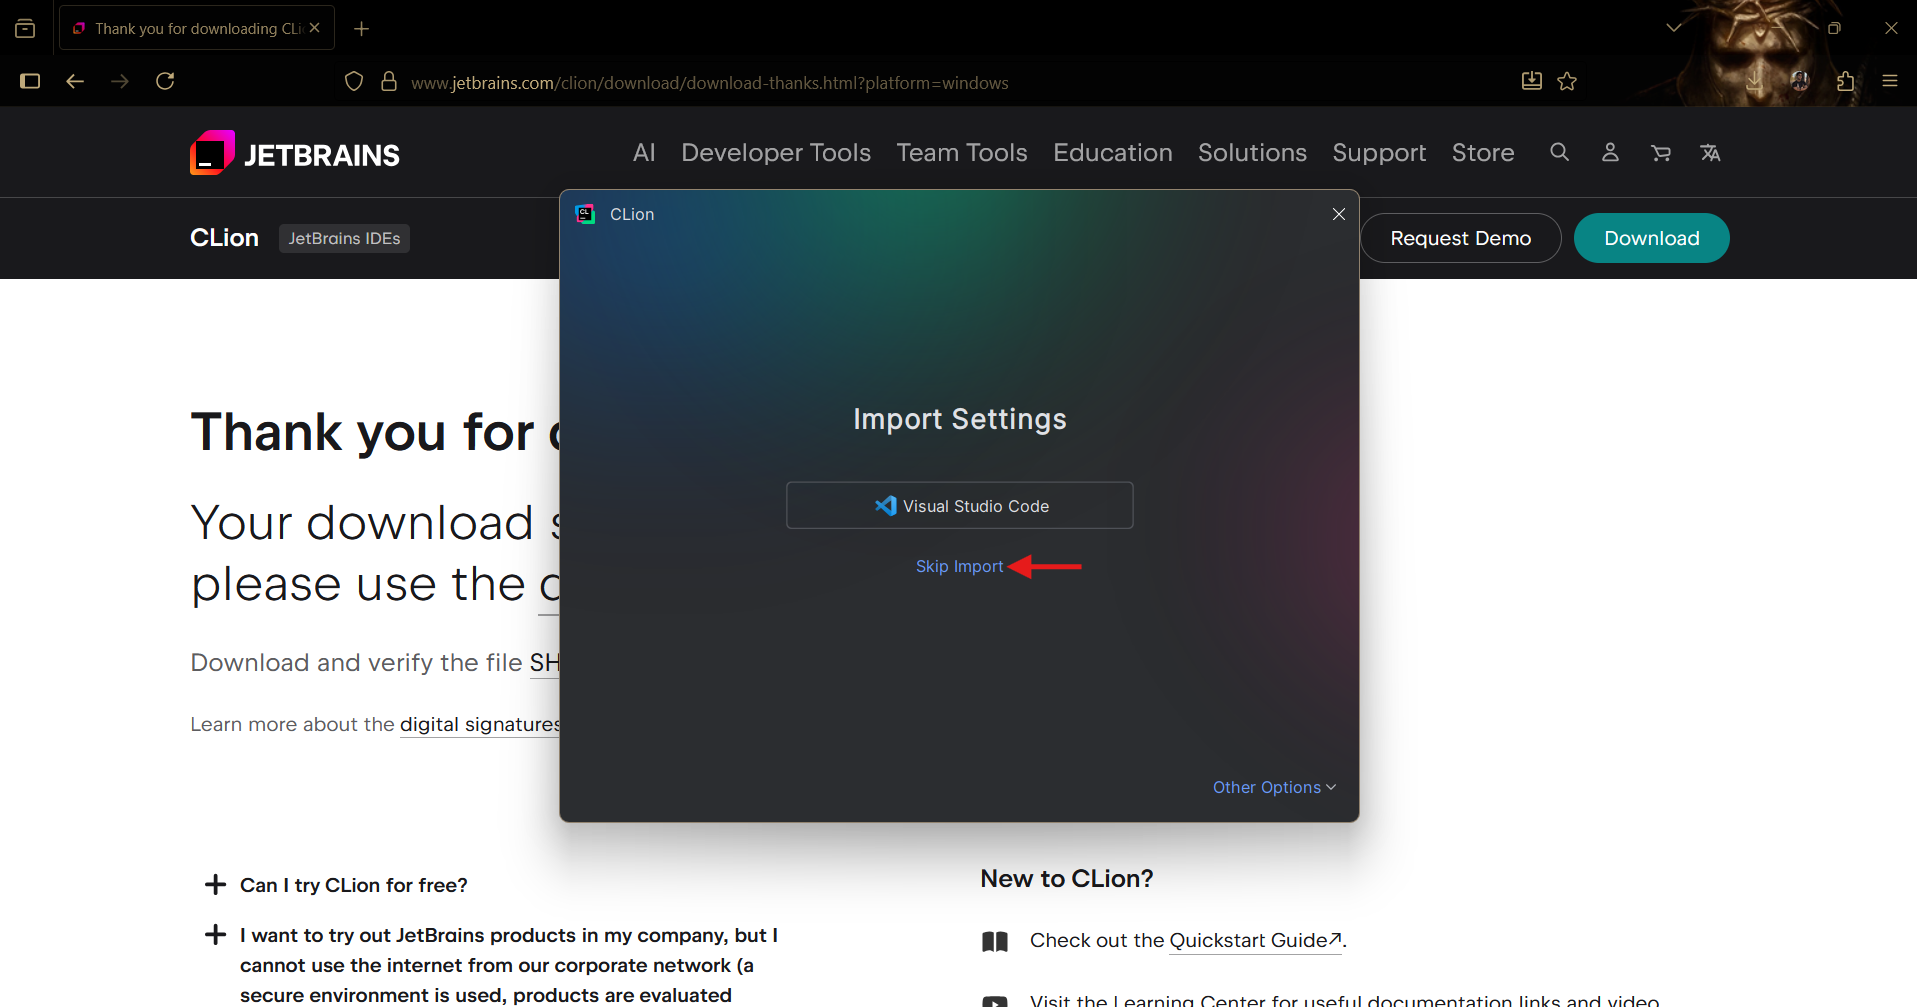 Thank you for downloading CLi
www.jetbrains.com/clion/download/download-thanks.html?platform=windows
JETBRAINS
AI Developer Tools Team Tools Education Solutions Support Store
CLion JetBrains IDEs
Request Demo Download
CL
CLion
Import Settings
Visual Studio Code
Skip Import
Other Options
Thank you for
Your download
please use the
Download and verify the file SH
Learn more about the digital signatures
Can I try CLion for free?
I want to try out JetBrains products in my company, but I
cannot use the internet from our corporate network (a
secure environment is used, products are evaluated
New to CLion?
Check out the Quickstart Guide↗.
Visit the Learning Center for useful documentation links and video